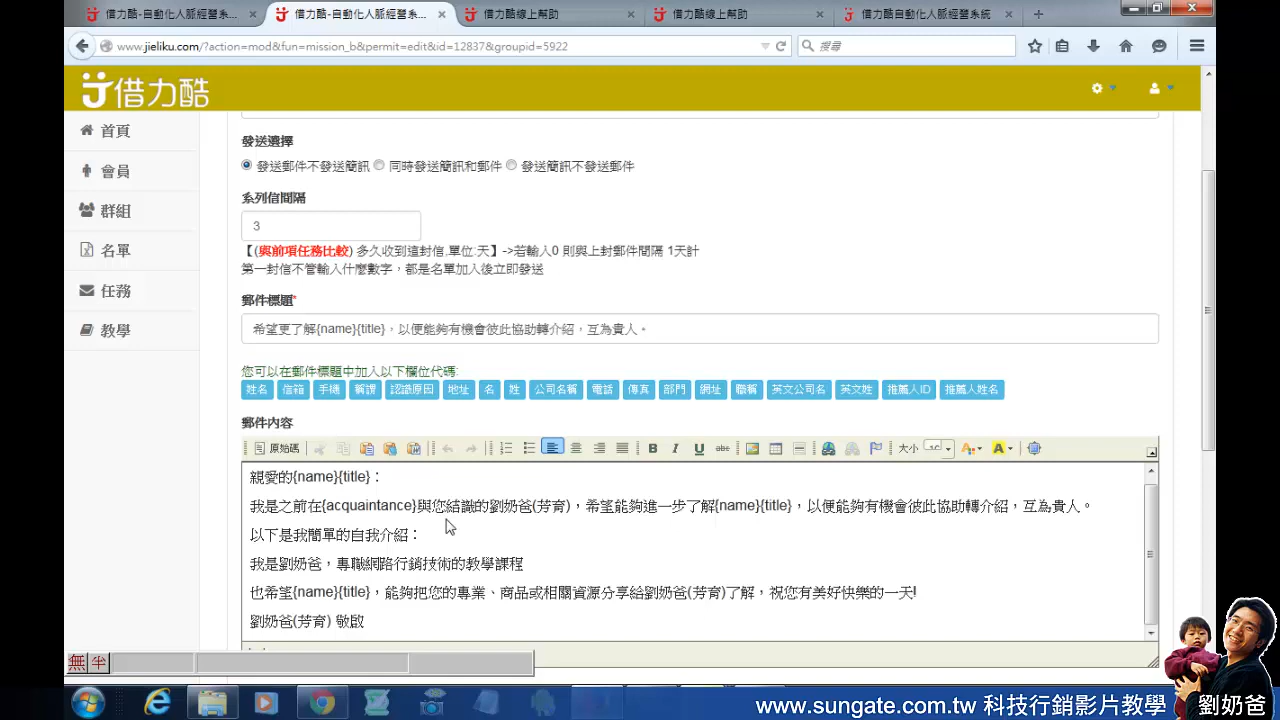 借力酷-自動化人脈經營系...
借力酷-自動化人脈經營系...
借力酷線上幫助
借力酷線上幫助
借力酷自動化人脈經營系統
www.jieliku.com/?action=mod&fun=mission_b&permit=edit&id=12837&groupid=5922
搜尋
借力酷
首頁
會員
群組
名單
任務
教學
發送選擇
發送郵件不發送簡訊 同時發送簡訊和郵件 發送簡訊不發送郵件
系列信間隔
3
【(與前項任務比較) 多久收到這封信,單位:天】->若輸入0 則與上封郵件間隔 1天計
第一封信不管輸入什麼數字，都是名單加入後立即發送
郵件標題*
希望更了解{name}{title}，以便能夠有機會彼此協助轉介紹，互為貴人。
您可以在郵件標題中加入以下欄位代碼:
姓名 信箱 手機 稱謂 認識原因 地址 名 姓 公司名稱 電話 傳真 部門 網址 職稱 英文公司名 英文姓 推薦人ID 推薦人姓名
郵件內容
原始碼 B I U abc 大小 16 A A
親愛的{name}{title}：
我是之前在{acquaintance}與您結識的劉奶爸(芳育)，希望能夠進一步了解{name}{title}，以便能夠有機會彼此協助轉介紹，互為貴人。
以下是我簡單的自我介紹：
我是劉奶爸，專職網路行銷技術的教學課程
也希望{name}{title}，能夠把您的專業、商品或相關資源分享給劉奶爸(芳育)了解，祝您有美好快樂的一天!
劉奶爸(芳育) 敬啟
無 半
www.sungate.com.tw 科技行銷影片教學
劉奶爸